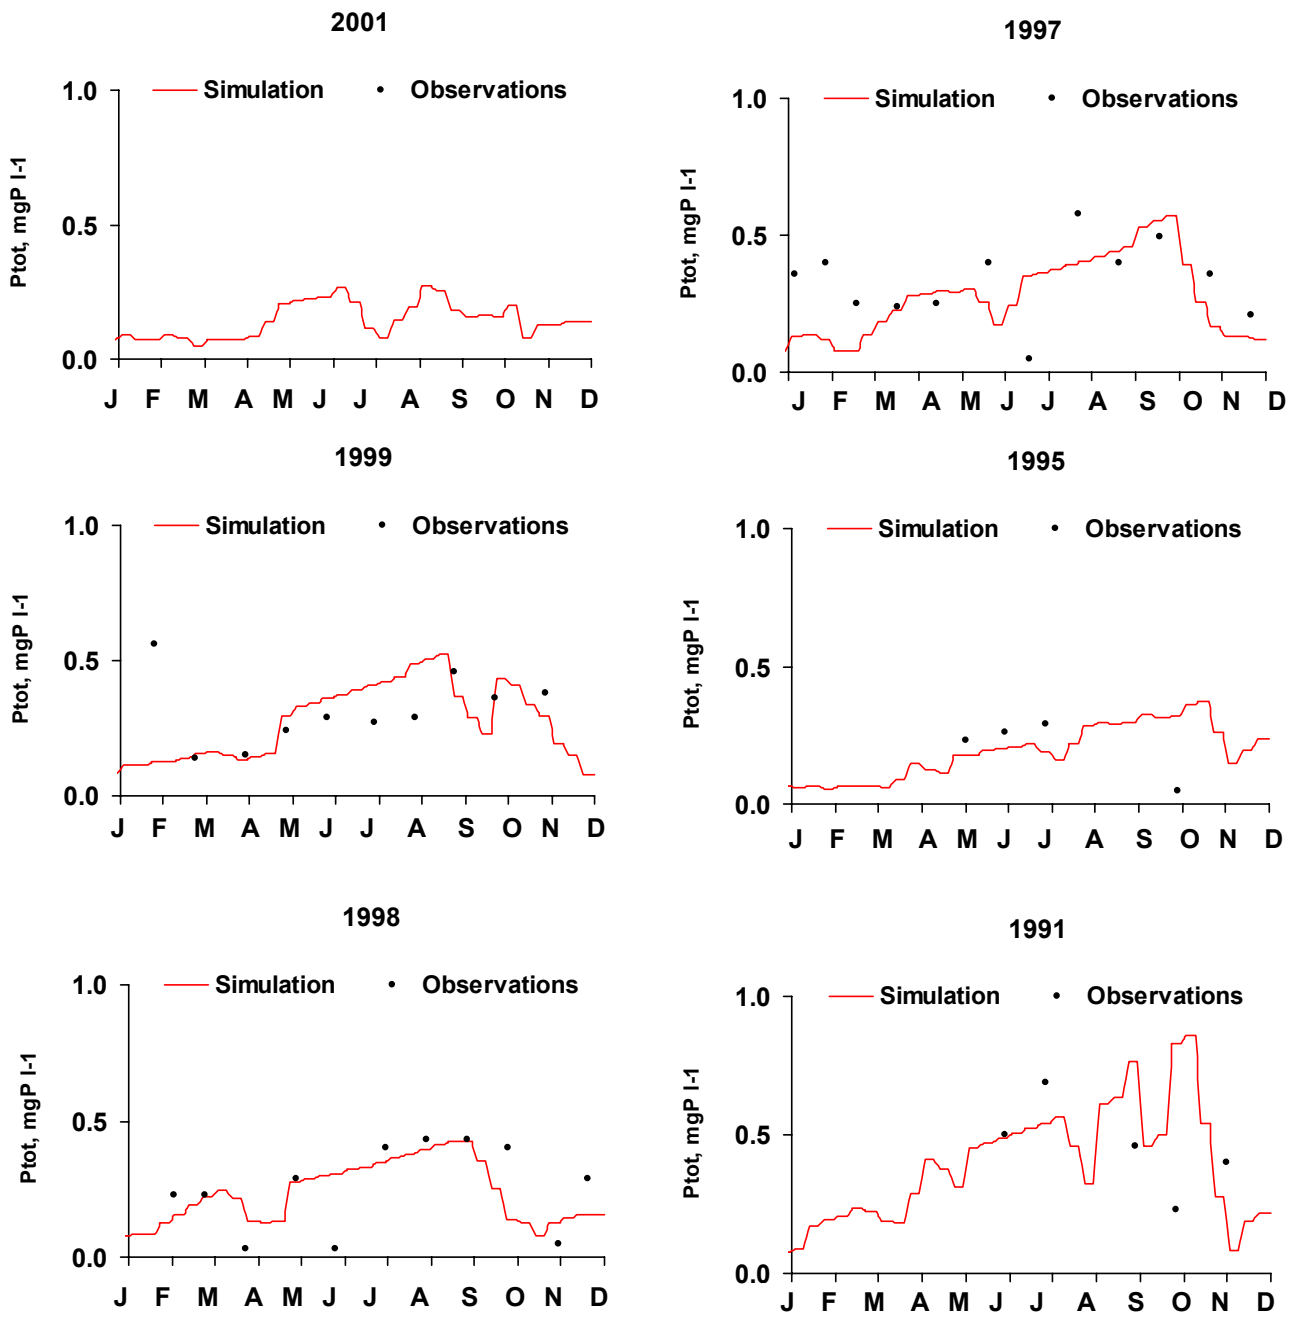 2001
1.0
Simulation
Observations
0.5
0.0
Ptot, mgP l-1
J F M A M J J A S O N D
1997
1.0
Simulation
Observations
0.5
0.0
Ptot, mgP l-1
J F M A M J J A S O N D
1999
1.0
Simulation
Observations
0.5
0.0
Ptot, mgP l-1
J F M A M J J A S O N D
1995
1.0
Simulation
Observations
0.5
0.0
Ptot, mgP l-1
J F M A M J J A S O N D
1998
1.0
Simulation
Observations
0.5
0.0
Ptot, mgP l-1
J F M A M J J A S O N D
1991
1.0
Simulation
Observations
0.5
0.0
Ptot, mgP l-1
J F M A M J J A S O N D